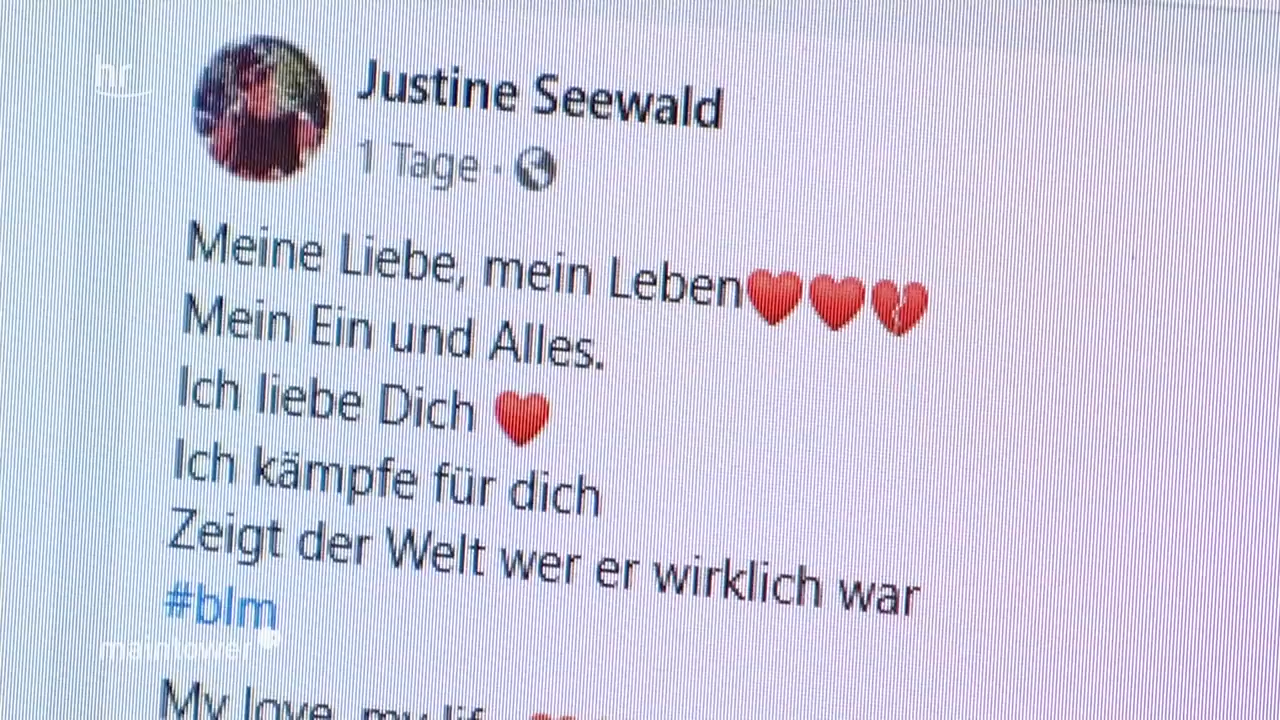 hr
Justine Seewald
1 Tage ·
Meine Liebe, mein Leben❤️❤️💔
Mein Ein und Alles.
Ich liebe Dich ❤️
Ich kämpfe für dich
Zeigt der Welt wer er wirklich war
#blm
maintower
My love, my